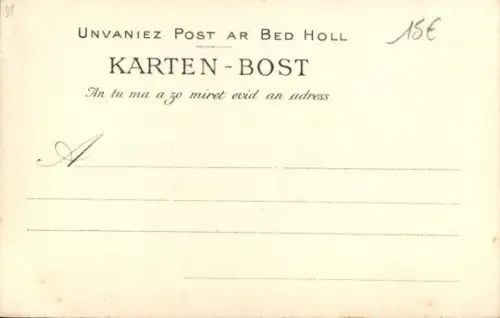 15€
UNVANIEZ POST AR BED HOLL
KARTEN-BOST
An tu ma a zo miret evid an adress
A